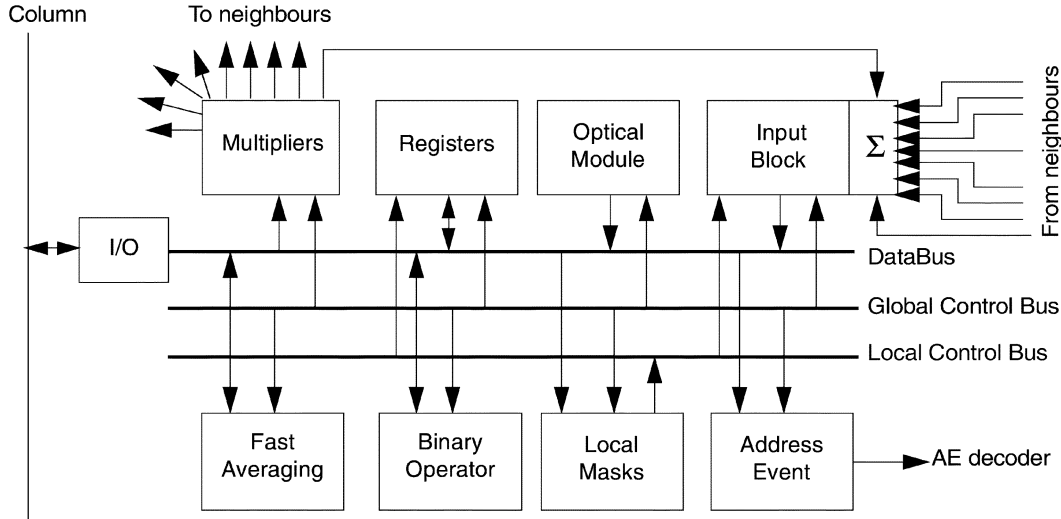 Column
To neighbours
Multipliers
Registers
Optical
Module
Input
Block
Σ
From neighbours
I/O
DataBus
Global Control Bus
Local Control Bus
Fast
Averaging
Binary
Operator
Local
Masks
Address
Event
AE decoder